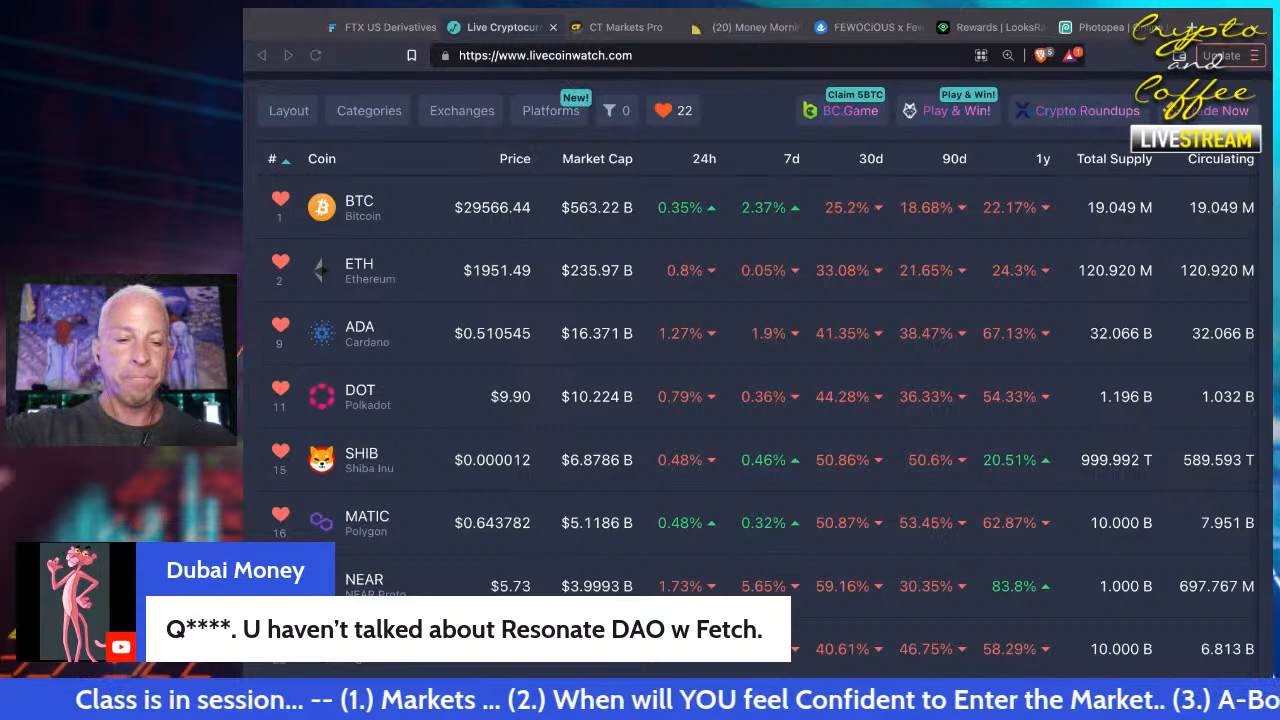 FTX US Derivatives
Live Cryptocur
CT Markets Pro
(20) Money Morni
FEWOCiOUS x Few
Rewards | LooksRa
Photopea |
Crypto
and
Coffee
LIVESTREAM
https://www.livecoinwatch.com
5
1
Update
Layout
Categories
Exchanges
Platforms
New!
0
22
Claim 5BTC
BC.Game
Play & Win!
Play & Win!
Crypto Roundups
de Now
# Coin Price Market Cap 24h 7d 30d 90d 1y Total Supply Circulating
1 BTC $29566.44 $563.22 B 0.35% 2.37% 25.2% 18.68% 22.17% 19.049 M 19.049 M
Bitcoin
2 ETH $1951.49 $235.97 B 0.8% 0.05% 33.08% 21.65% 24.3% 120.920 M 120.920 M
Ethereum
9 ADA $0.510545 $16.371 B 1.27% 1.9% 41.35% 38.47% 67.13% 32.066 B 32.066 B
Cardano
11 DOT $9.90 $10.224 B 0.79% 0.36% 44.28% 36.33% 54.33% 1.196 B 1.032 B
Polkadot
15 SHIB $0.000012 $6.8786 B 0.48% 0.46% 50.86% 50.6% 20.51% 999.992 T 589.593 T
Shiba Inu
16 MATIC $0.643782 $5.1186 B 0.48% 0.32% 50.87% 53.45% 62.87% 10.000 B 7.951 B
Polygon
NEAR $5.73 $3.9993 B 1.73% 5.65% 59.16% 30.35% 83.8% 1.000 B 697.767 M
NEAR Proto
40.61% 46.75% 58.29% 10.000 B 6.813 B
Dubai Money
Q****. U haven’t talked about Resonate DAO w Fetch.
Class is in session... -- (1.) Markets ... (2.) When will YOU feel Confident to Enter the Market.. (3.) A-Bo